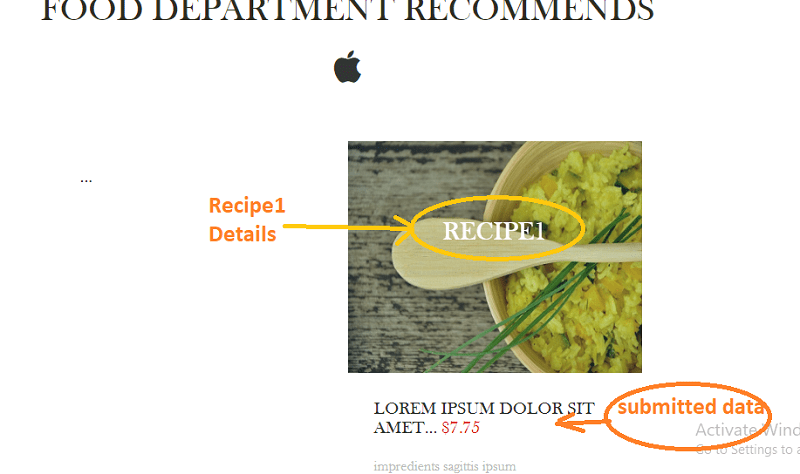 FOOD DEPARTMENT RECOMMENDS
...
Recipe1
Details
RECIPE1
LOREM IPSUM DOLOR SIT
AMET... $7.75
submitted data
Activate Wind
Go to Settings to a
impredients sagittis ipsum